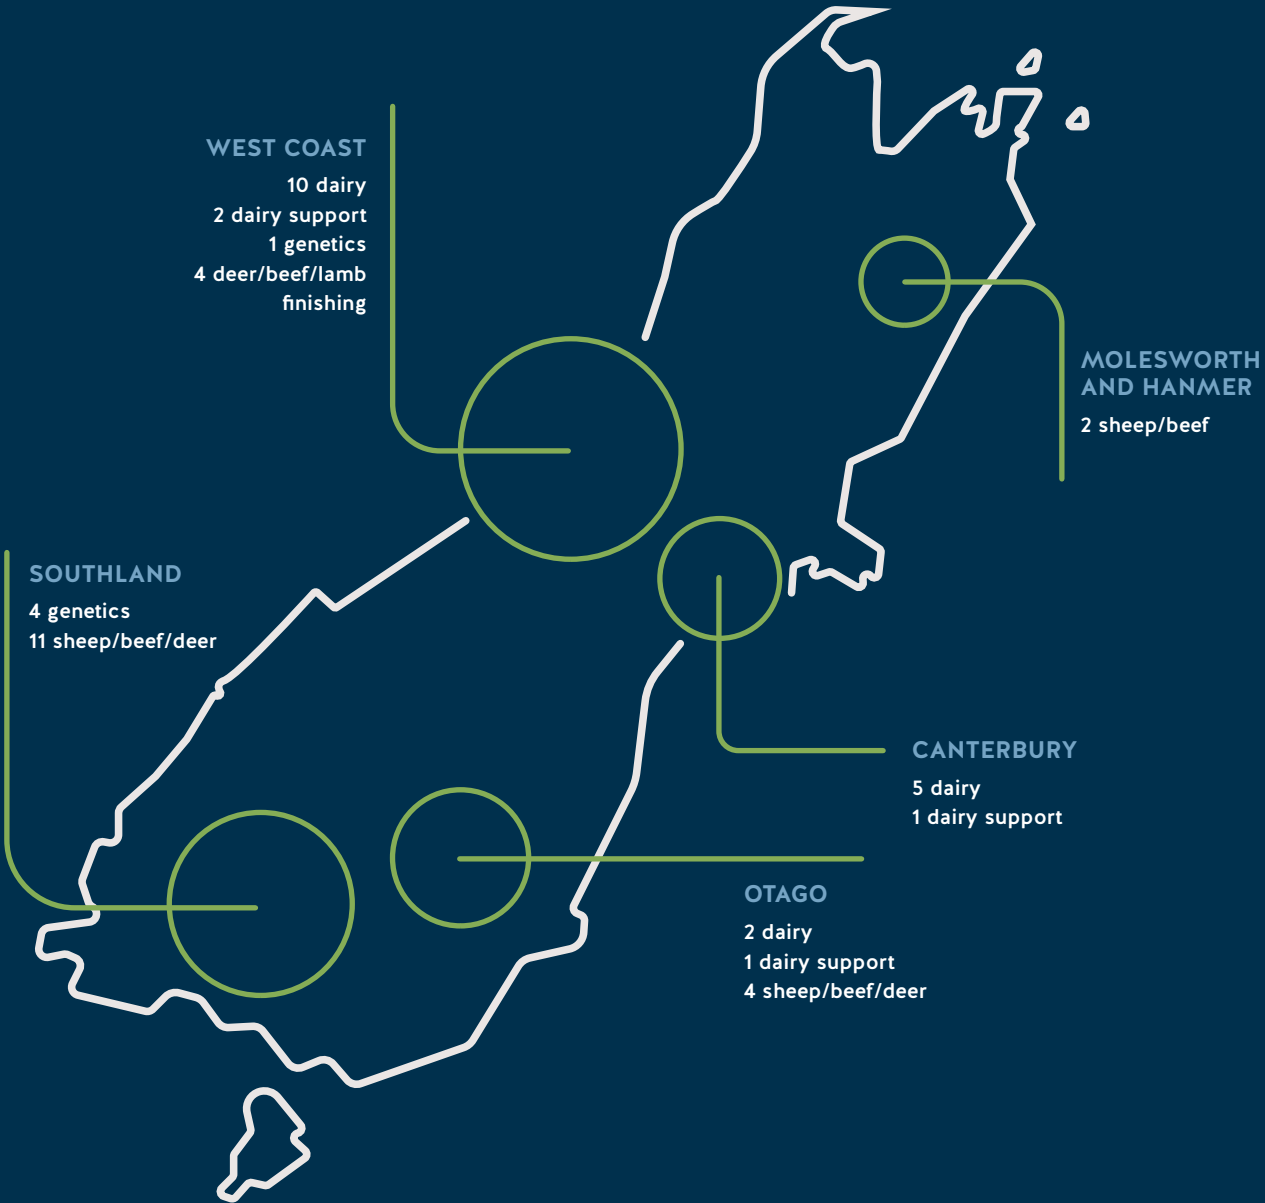 WEST COAST
10 dairy
2 dairy support
1 genetics
4 deer/beef/lamb
finishing
MOLESWORTH
AND HANMER
2 sheep/beef
SOUTHLAND
4 genetics
11 sheep/beef/deer
CANTERBURY
5 dairy
1 dairy support
OTAGO
2 dairy
1 dairy support
4 sheep/beef/deer